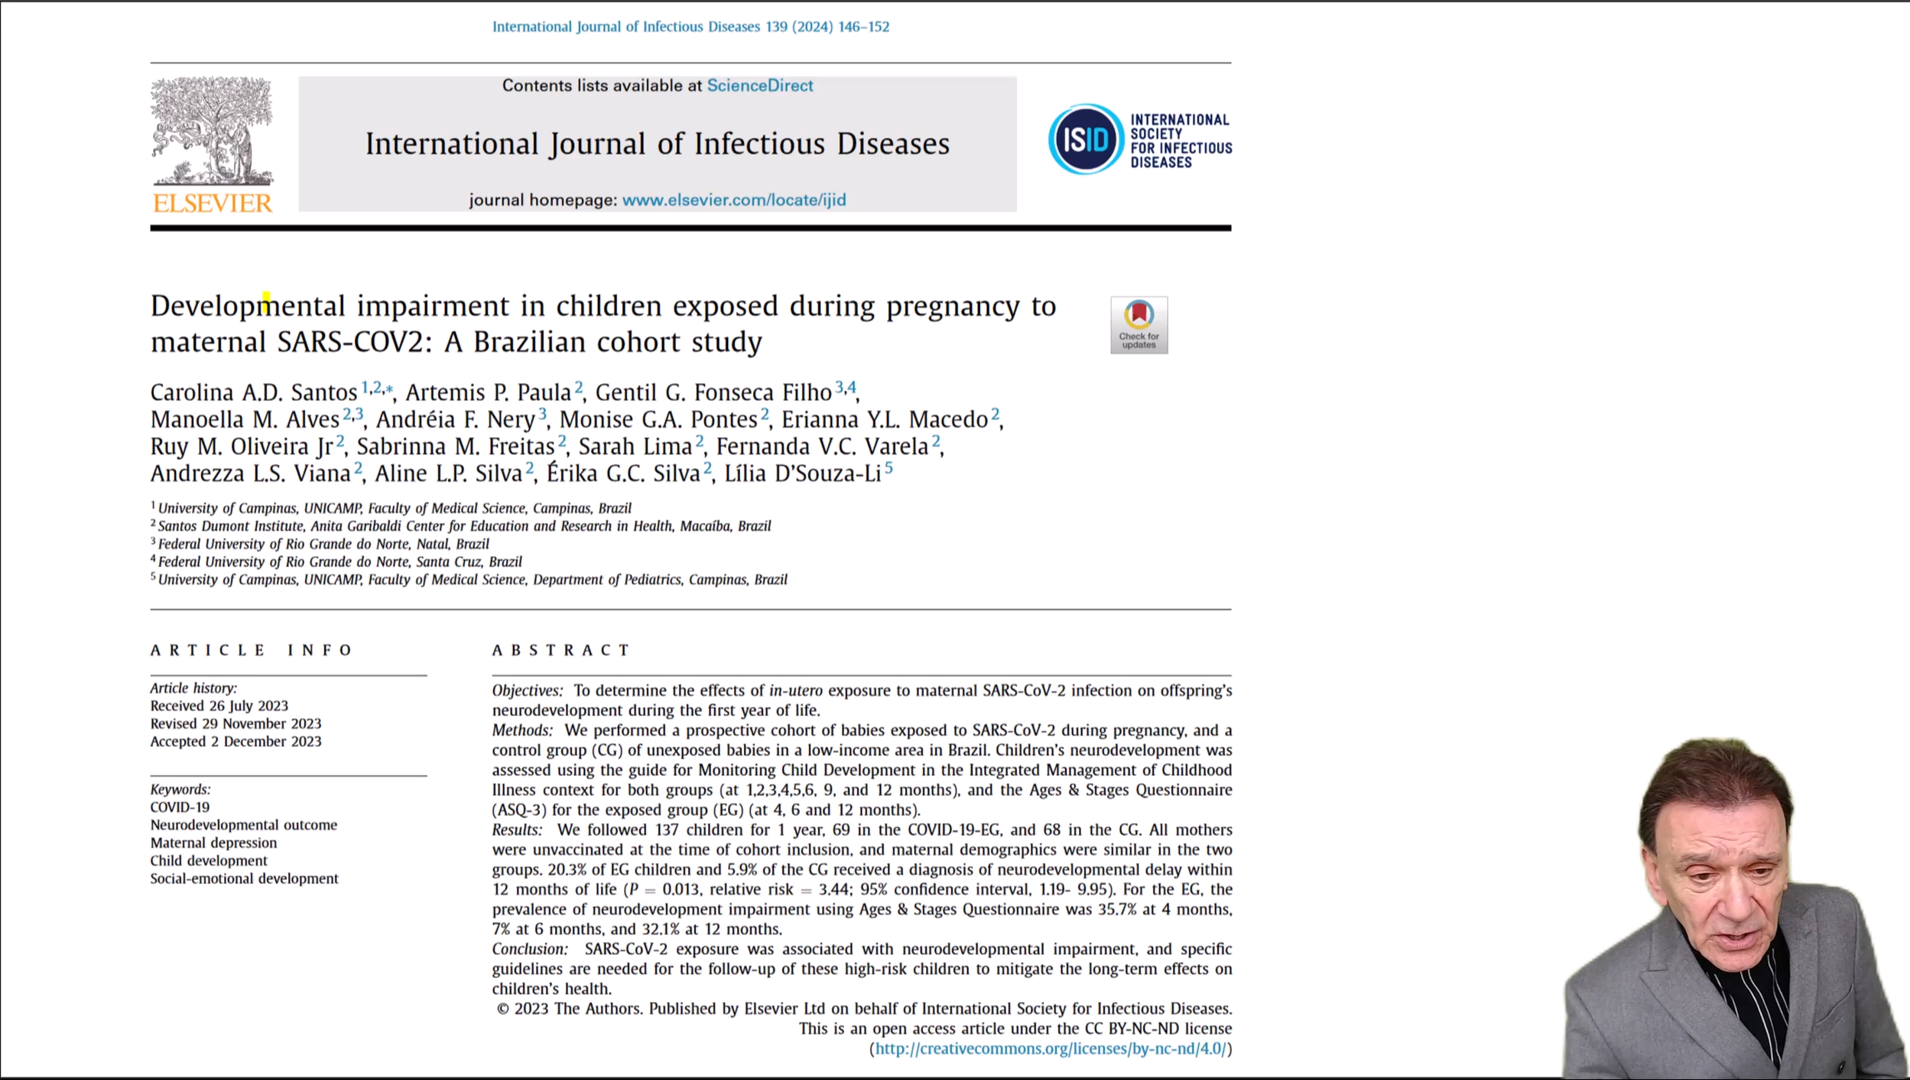 International Journal of Infectious Diseases 139 (2024) 146–152
Contents lists available at ScienceDirect
International Journal of Infectious Diseases
journal homepage: www.elsevier.com/locate/ijid
ELSEVIER
ISID
INTERNATIONAL
SOCIETY
FOR INFECTIOUS
DISEASES
Developmental impairment in children exposed during pregnancy to
maternal SARS-COV2: A Brazilian cohort study
Check for
updates
Carolina A.D. Santos 1,2,*, Artemis P. Paula 2, Gentil G. Fonseca Filho 3,4,
Manoella M. Alves 2,3, Andréia F. Nery 3, Monise G.A. Pontes 2, Erianna Y.L. Macedo 2,
Ruy M. Oliveira Jr 2, Sabrinna M. Freitas 2, Sarah Lima 2, Fernanda V.C. Varela 2,
Andrezza L.S. Viana 2, Aline L.P. Silva 2, Érika G.C. Silva 2, Lília D'Souza-Li 5
1 University of Campinas, UNICAMP, Faculty of Medical Science, Campinas, Brazil
2 Santos Dumont Institute, Anita Garibaldi Center for Education and Research in Health, Macaíba, Brazil
3 Federal University of Rio Grande do Norte, Natal, Brazil
4 Federal University of Rio Grande do Norte, Santa Cruz, Brazil
5 University of Campinas, UNICAMP, Faculty of Medical Science, Department of Pediatrics, Campinas, Brazil
ARTICLE INFO
Article history:
Received 26 July 2023
Revised 29 November 2023
Accepted 2 December 2023
Keywords:
COVID-19
Neurodevelopmental outcome
Maternal depression
Child development
Social-emotional development
ABSTRACT
Objectives: To determine the effects of in-utero exposure to maternal SARS-CoV-2 infection on offspring's
neurodevelopment during the first year of life.
Methods: We performed a prospective cohort of babies exposed to SARS-CoV-2 during pregnancy, and a
control group (CG) of unexposed babies in a low-income area in Brazil. Children's neurodevelopment was
assessed using the guide for Monitoring Child Development in the Integrated Management of Childhood
Illness context for both groups (at 1,2,3,4,5,6, 9, and 12 months), and the Ages & Stages Questionnaire
(ASQ-3) for the exposed group (EG) (at 4, 6 and 12 months).
Results: We followed 137 children for 1 year, 69 in the COVID-19-EG, and 68 in the CG. All mothers
were unvaccinated at the time of cohort inclusion, and maternal demographics were similar in the two
groups. 20.3% of EG children and 5.9% of the CG received a diagnosis of neurodevelopmental delay within
12 months of life (P = 0.013, relative risk = 3.44; 95% confidence interval, 1.19- 9.95). For the EG, the
prevalence of neurodevelopment impairment using Ages & Stages Questionnaire was 35.7% at 4 months,
7% at 6 months, and 32.1% at 12 months.
Conclusion: SARS-CoV-2 exposure was associated with neurodevelopmental impairment, and specific
guidelines are needed for the follow-up of these high-risk children to mitigate the long-term effects on
children's health.
© 2023 The Authors. Published by Elsevier Ltd on behalf of International Society for Infectious Diseases.
This is an open access article under the CC BY-NC-ND license
(http://creativecommons.org/licenses/by-nc-nd/4.0/)